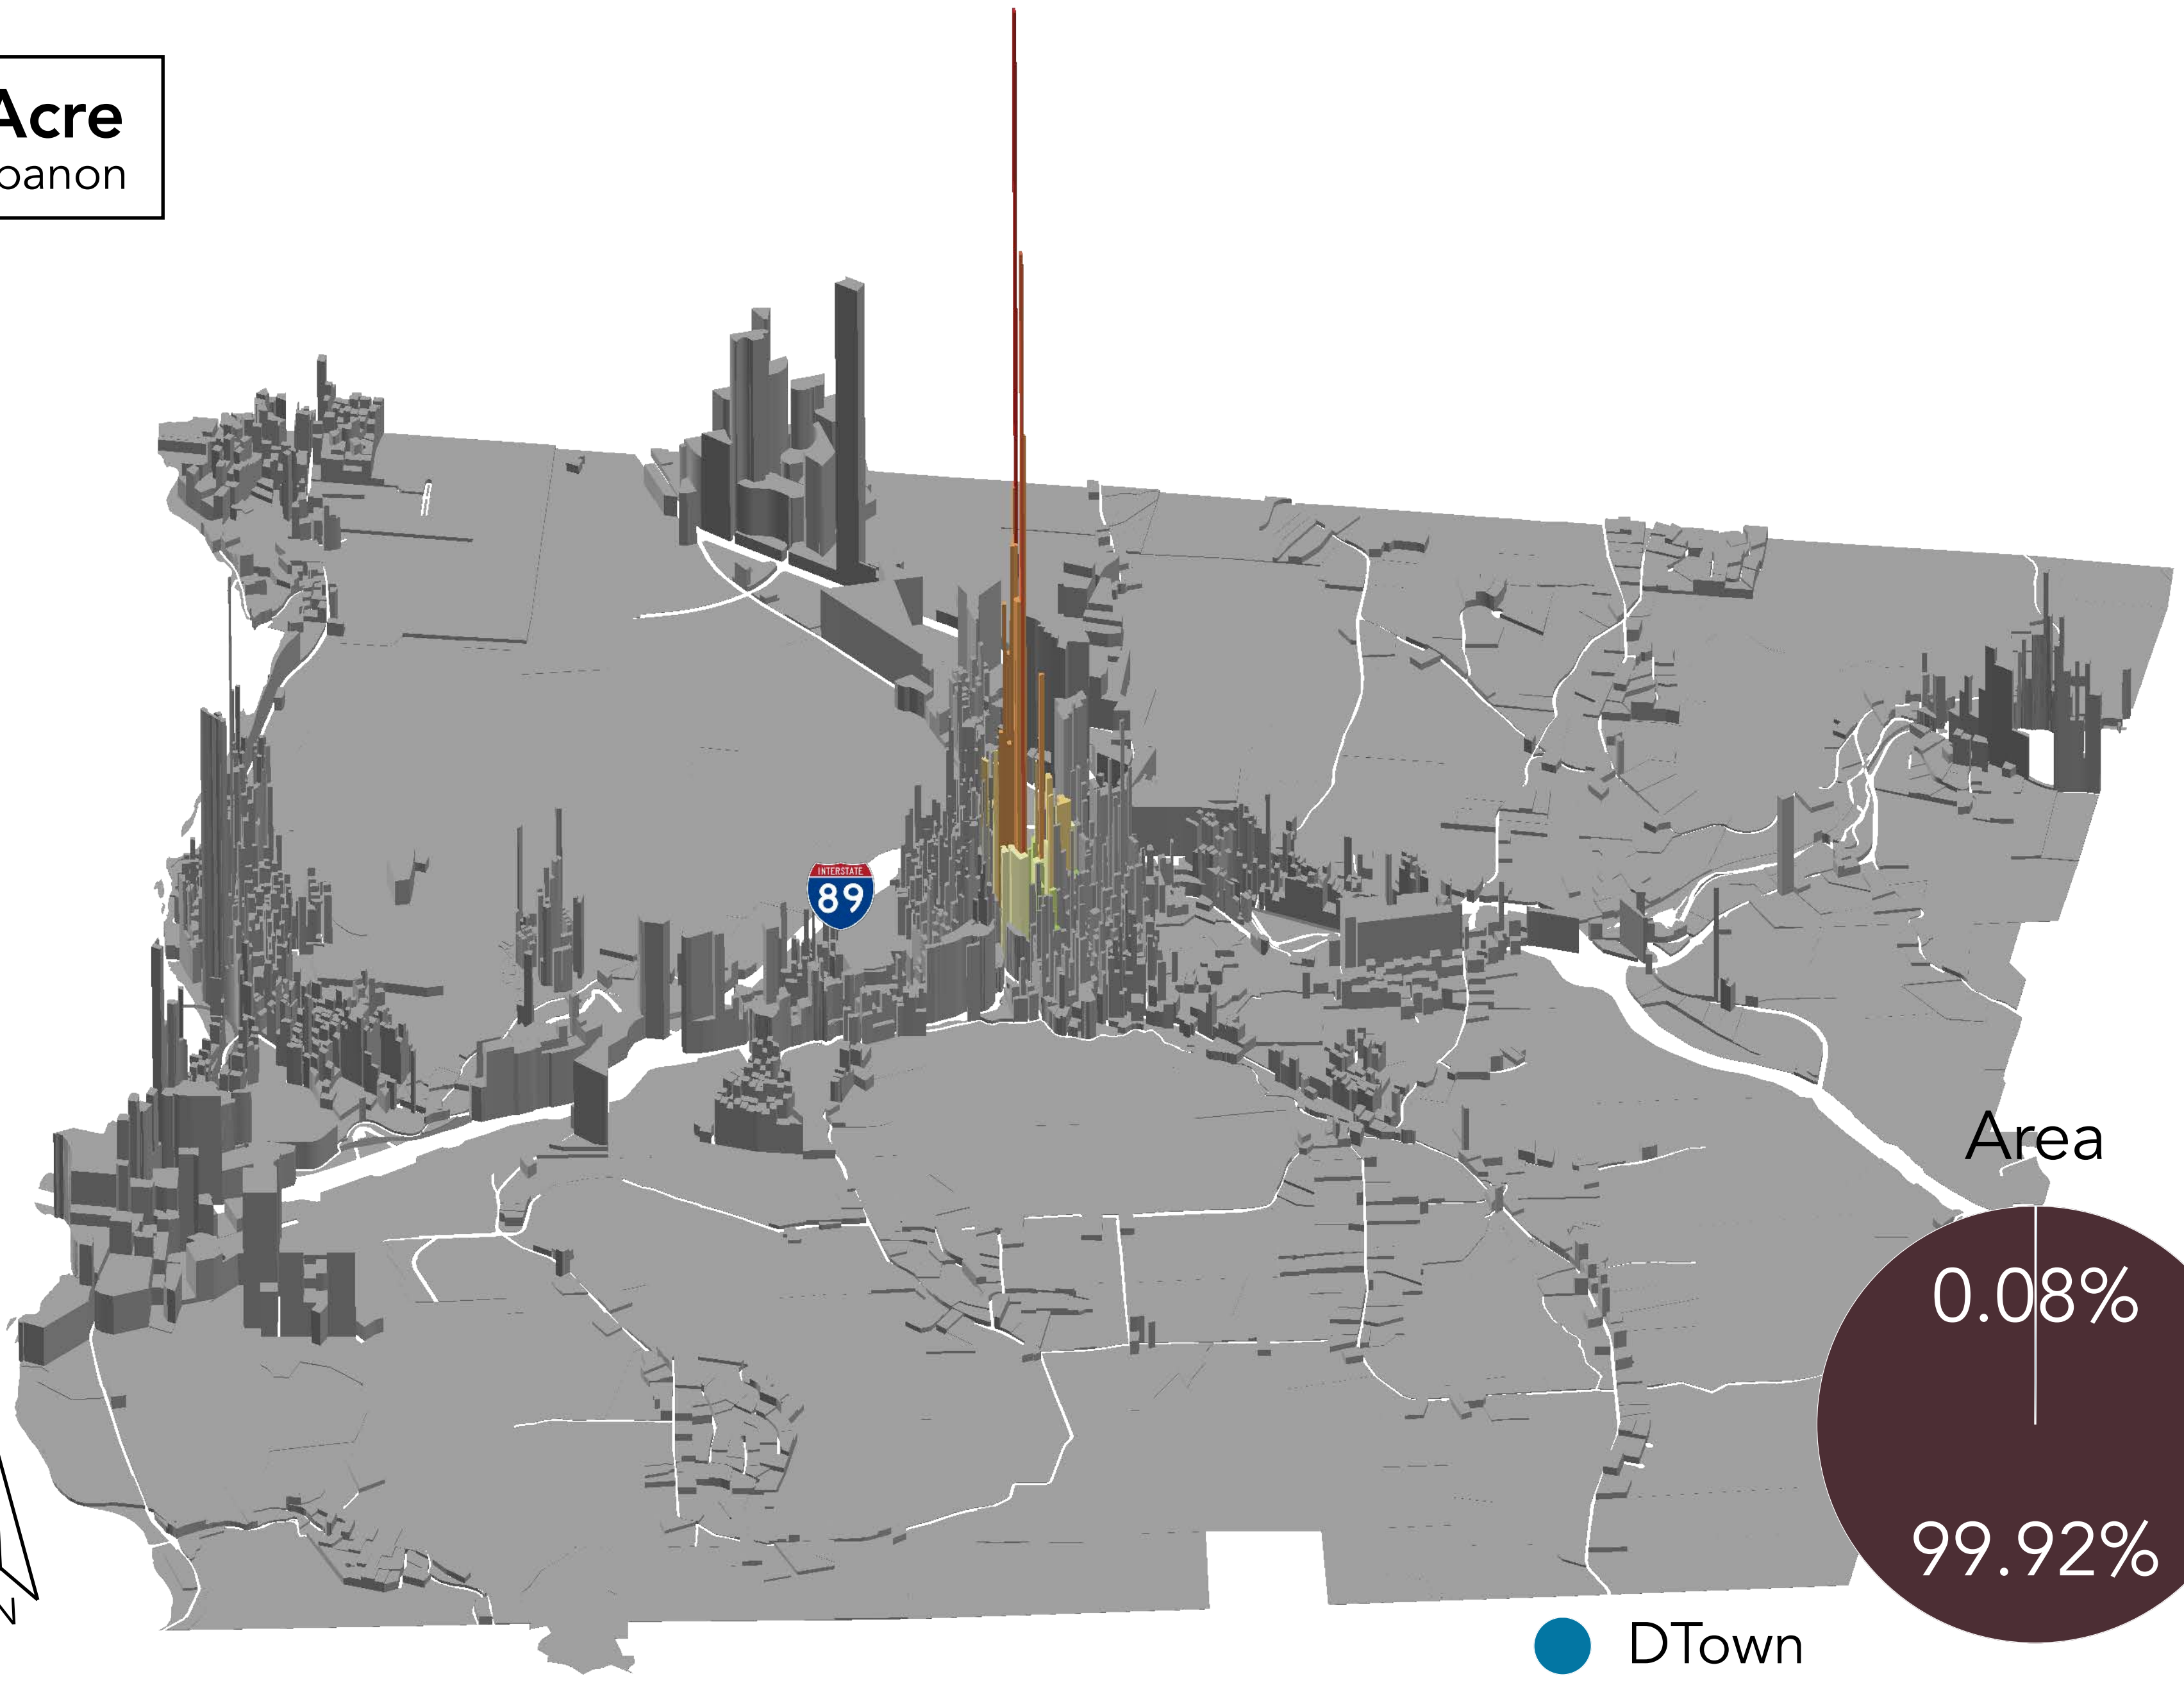 Acre
banon
INTERSTATE
89
Area
0.08%
99.92%
DTown
N